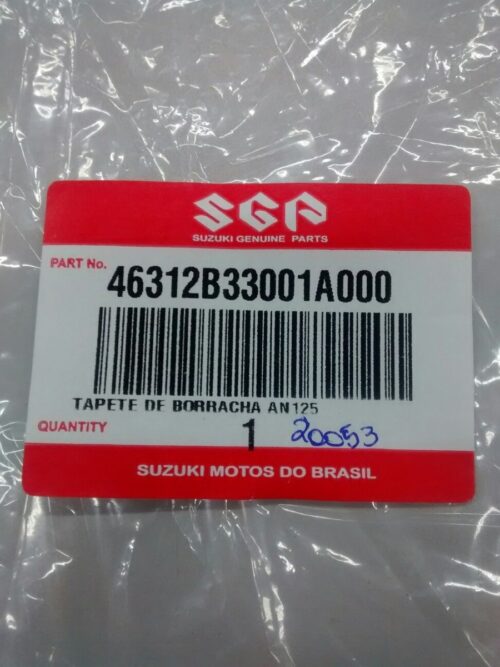 SGP
SUZUKI GENUINE PARTS
PART No. 46312B33001A000
TAPETE DE BORRACHA AN125
QUANTITY 1 20053
SUZUKI MOTOS DO BRASIL